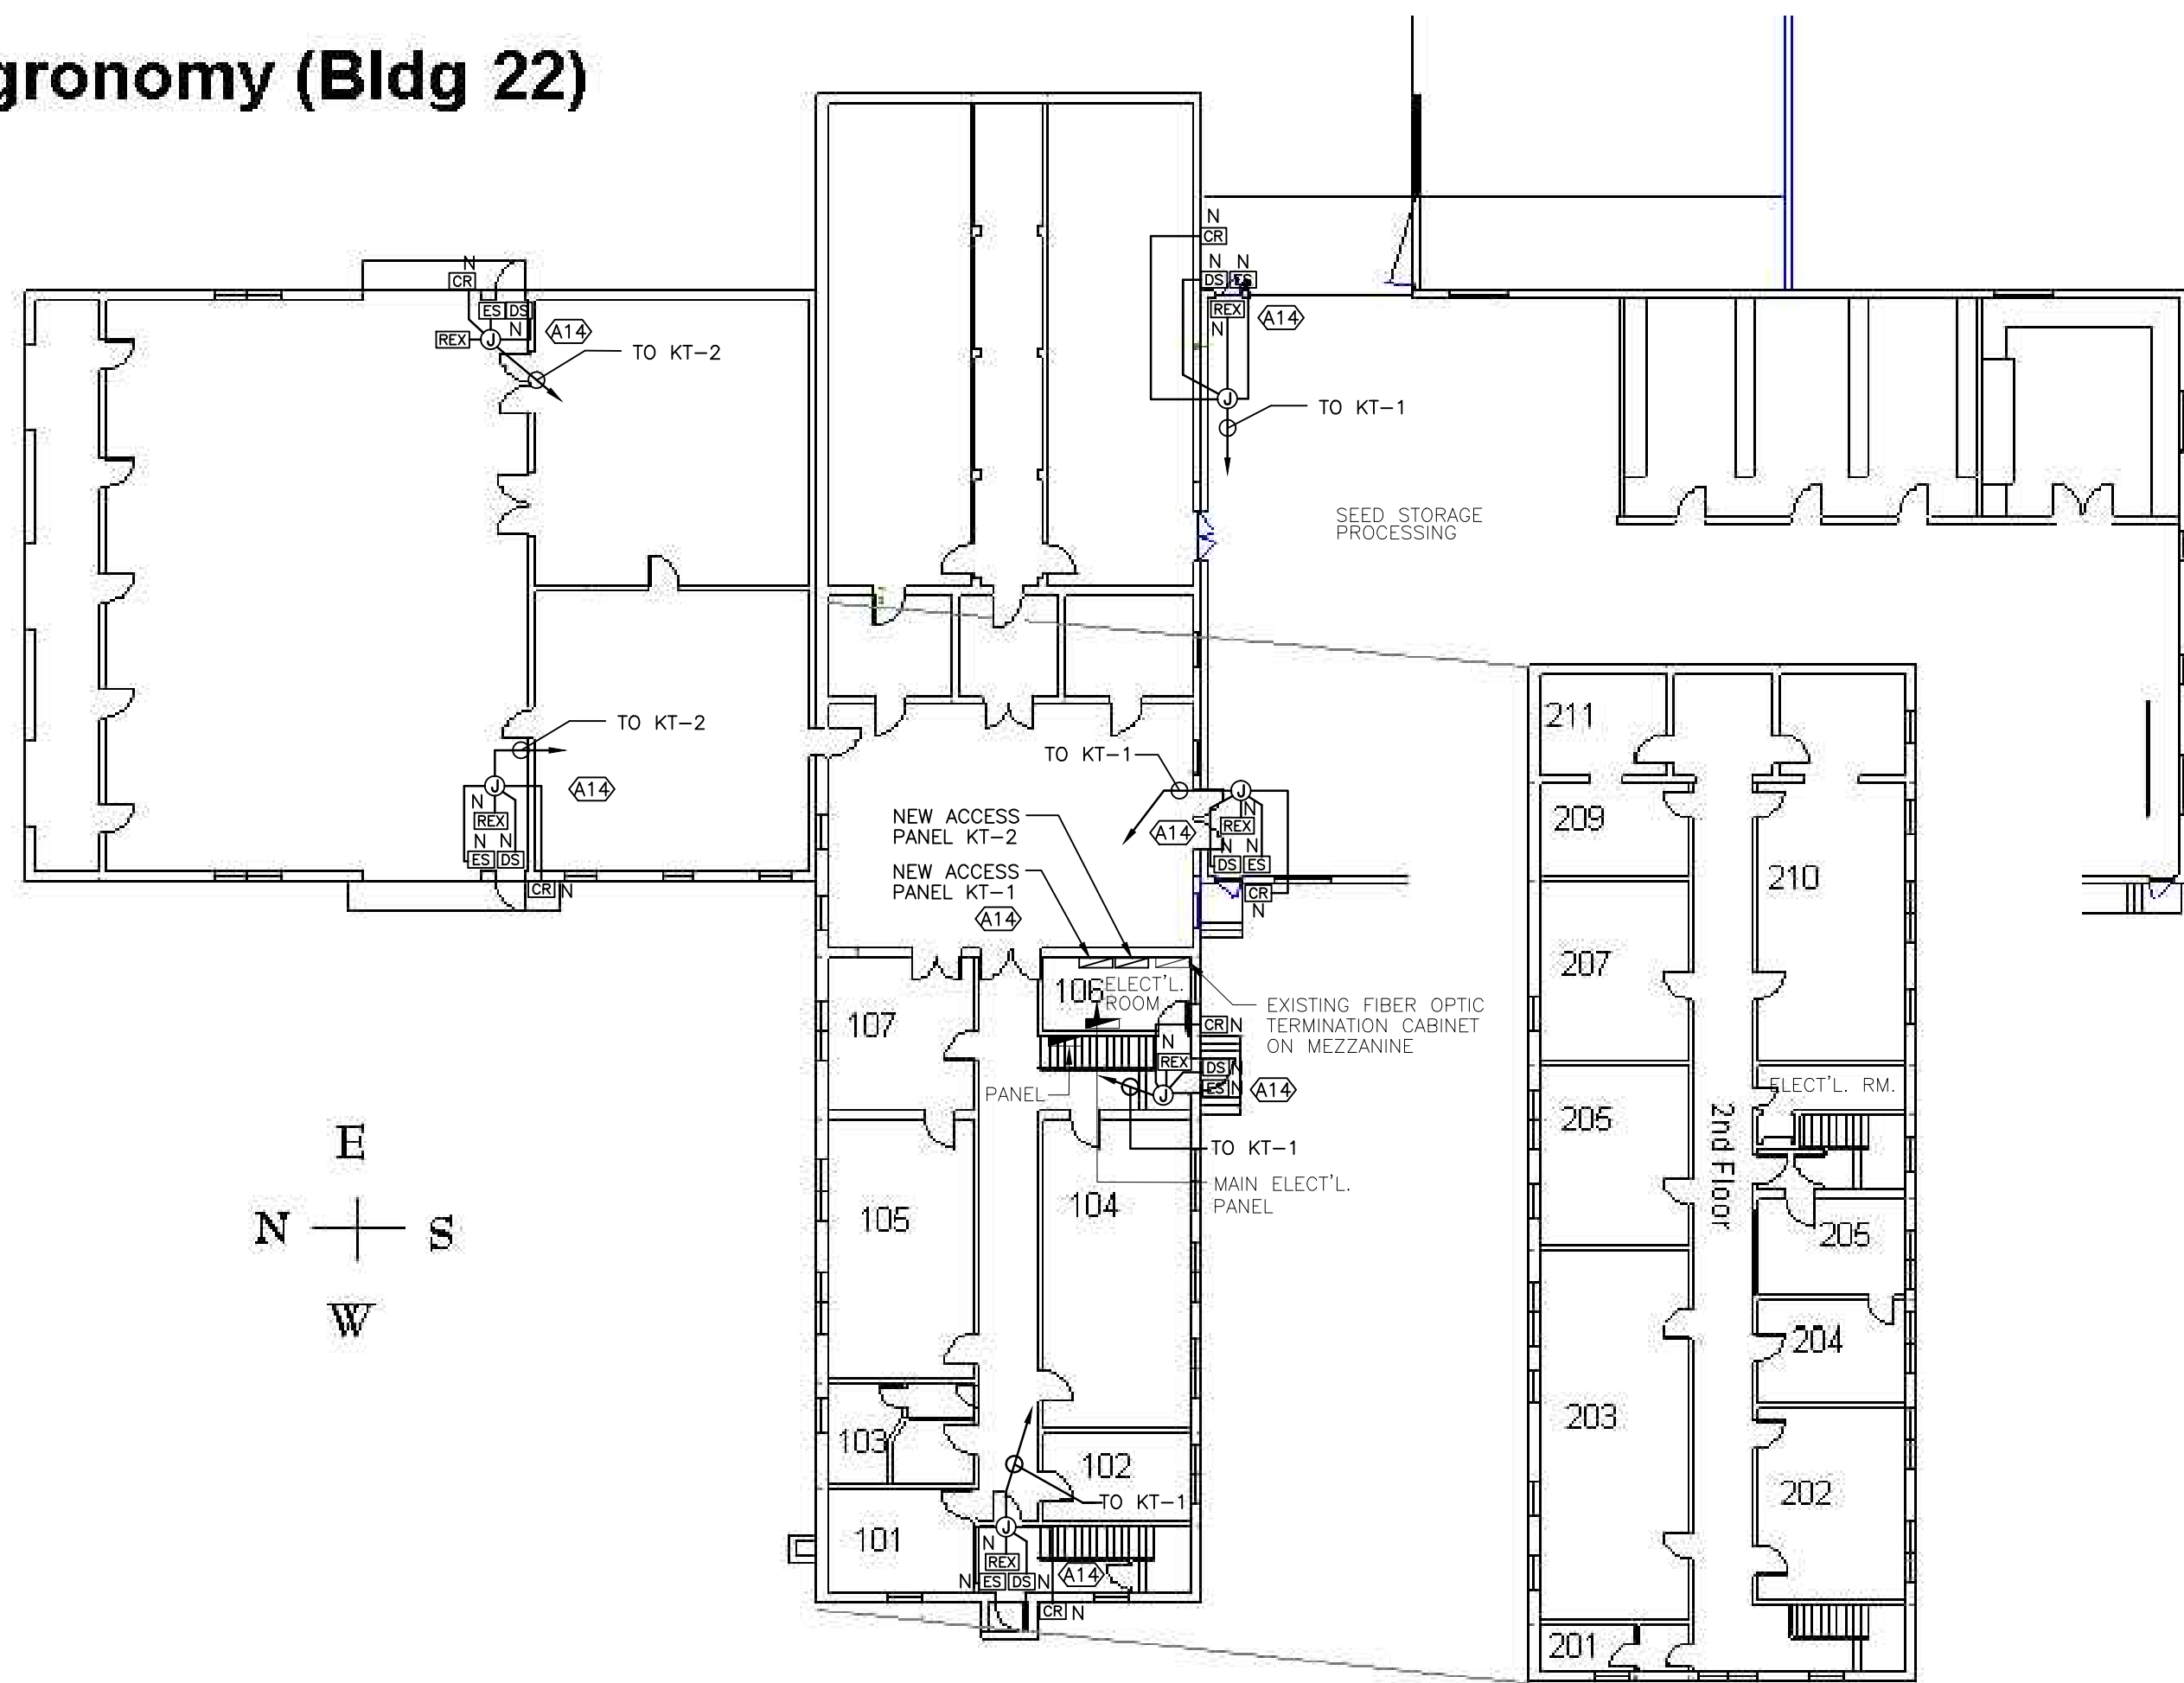 gronomy (Bldg 22)
N
CR
ES DS
N
REX
J
A14
TO KT-2
N
CR
N N
DS ES
REX
N
A14
J
TO KT-1
SEED STORAGE
PROCESSING
TO KT-2
J
A14
N
REX
N N
ES DS
CR N
TO KT-1
J
N
A14
REX
N N
DS ES
CR
N
NEW ACCESS
PANEL KT-2
NEW ACCESS
PANEL KT-1
A14
106
ELECT'L.
ROOM
107
EXISTING FIBER OPTIC
TERMINATION CABINET
ON MEZZANINE
CR N
N
REX
DS N
ES N
A14
J
PANEL
TO KT-1
MAIN ELECT'L.
PANEL
E
N S
W
105
104
103
102
TO KT-1
101
J
N
REX
N ES DS N
A14
CR N
211
209
210
207
ELECT'L. RM.
205
2nd Floor
205
204
203
202
201